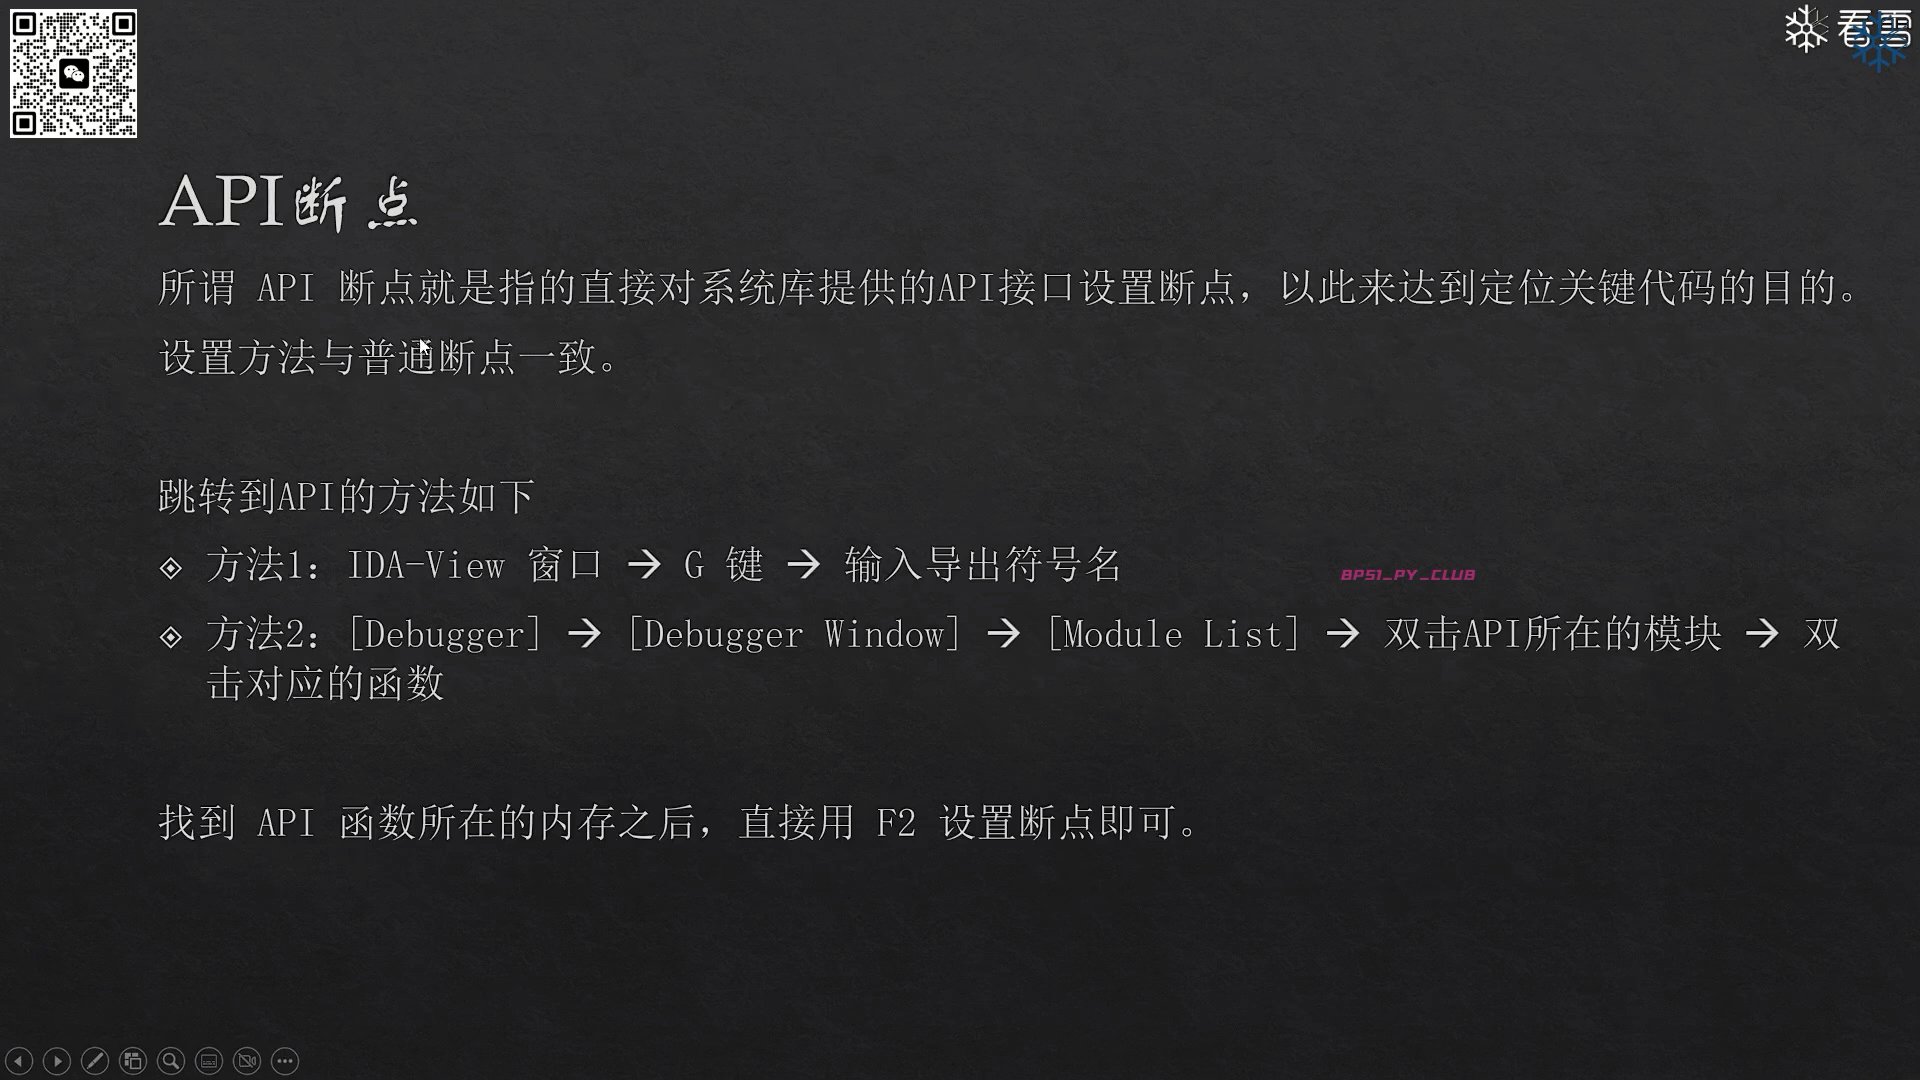 看雪
API断点
所谓 API 断点就是指的直接对系统库提供的API接口设置断点，以此来达到定位关键代码的目的。
设置方法与普通断点一致。
跳转到API的方法如下
方法1：IDA-View 窗口 → G 键 → 输入导出符号名
BPS1_PY_CLUB
方法2：[Debugger] → [Debugger Window] → [Module List] → 双击API所在的模块 → 双
击对应的函数
找到 API 函数所在的内存之后，直接用 F2 设置断点即可。